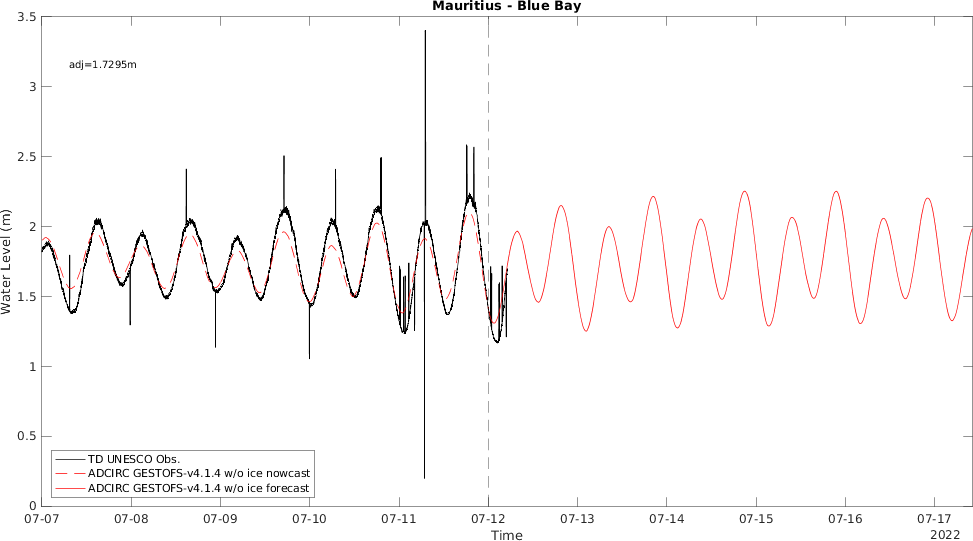 Mauritius - Blue Bay
3.5
adj=1.7295m
3
2.5
2
Water Level (m)
1.5
1
0.5
TD UNESCO Obs.
ADCIRC GESTOFS-v4.1.4 w/o ice nowcast
ADCIRC GESTOFS-v4.1.4 w/o ice forecast
0
07-07 07-08 07-09 07-10 07-11 07-12 07-13 07-14 07-15 07-16 07-17
Time 2022